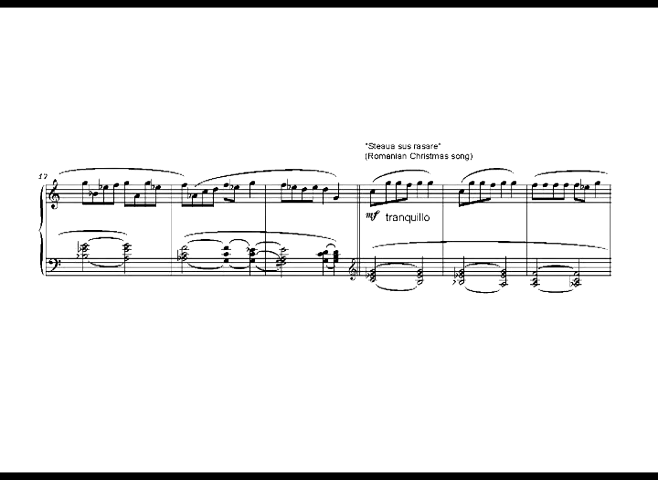 "Steaua sus rasare"
(Romanian Christmas song)
17
mf tranquillo